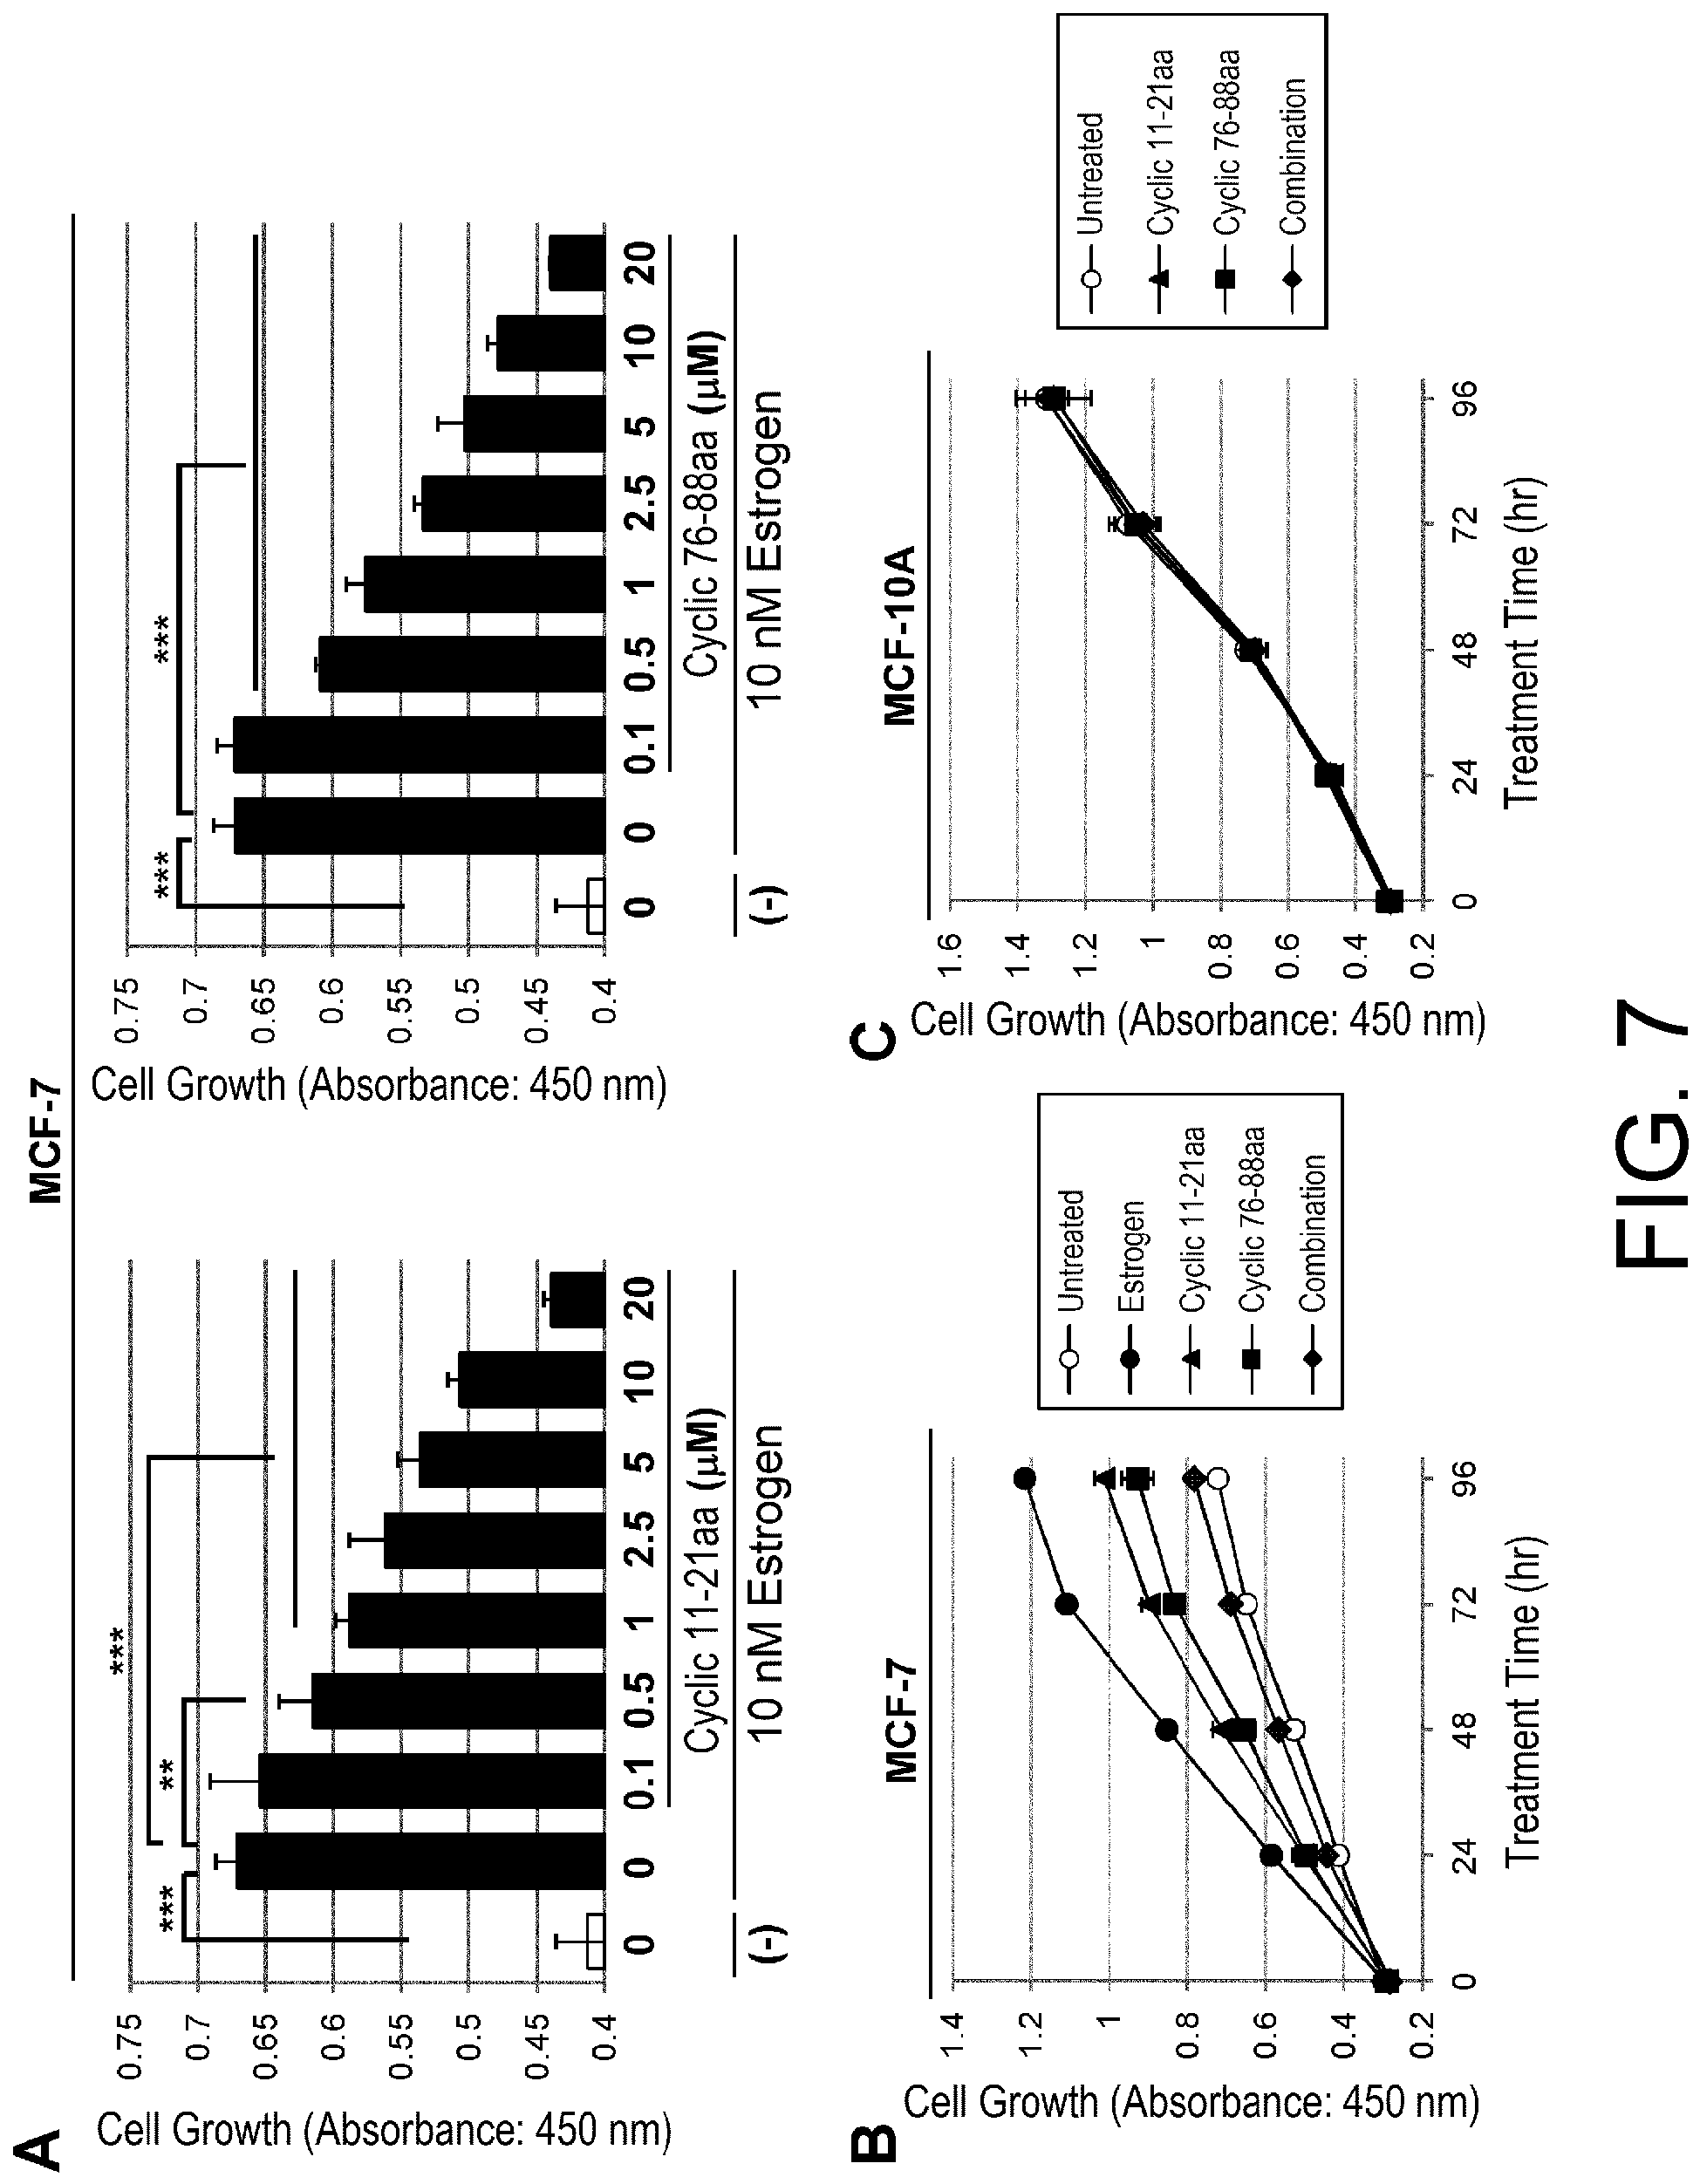 A
MCF-7
Cell Growth (Absorbance: 450 nm)
0.75
0.7
0.65
0.6
0.55
0.5
0.45
0.4
***
**
***
0 0 0.1 0.5 1 2.5 5 10 20
Cyclic 11-21aa (μM)
(-) 10 nM Estrogen
Cell Growth (Absorbance: 450 nm)
0.75
0.7
0.65
0.6
0.55
0.5
0.45
0.4
***
***
0 0 0.1 0.5 1 2.5 5 10 20
Cyclic 76-88aa (μM)
(-) 10 nM Estrogen
B
MCF-7
Cell Growth (Absorbance: 450 nm)
1.4
1
0.8
0.6
0.4
0.2
0 24 48 72 96
Treatment Time (hr)
Untreated
Estrogen
Cyclic 11-21aa
Cyclic 76-88aa
Combination
C
MCF-10A
Cell Growth (Absorbance: 450 nm)
1.6
1.4
1.2
1
0.8
0.6
0.4
0.2
0 24 48 72 96
Treatment Time (hr)
Untreated
Cyclic 11-21aa
Cyclic 76-88aa
Combination
FIG. 7